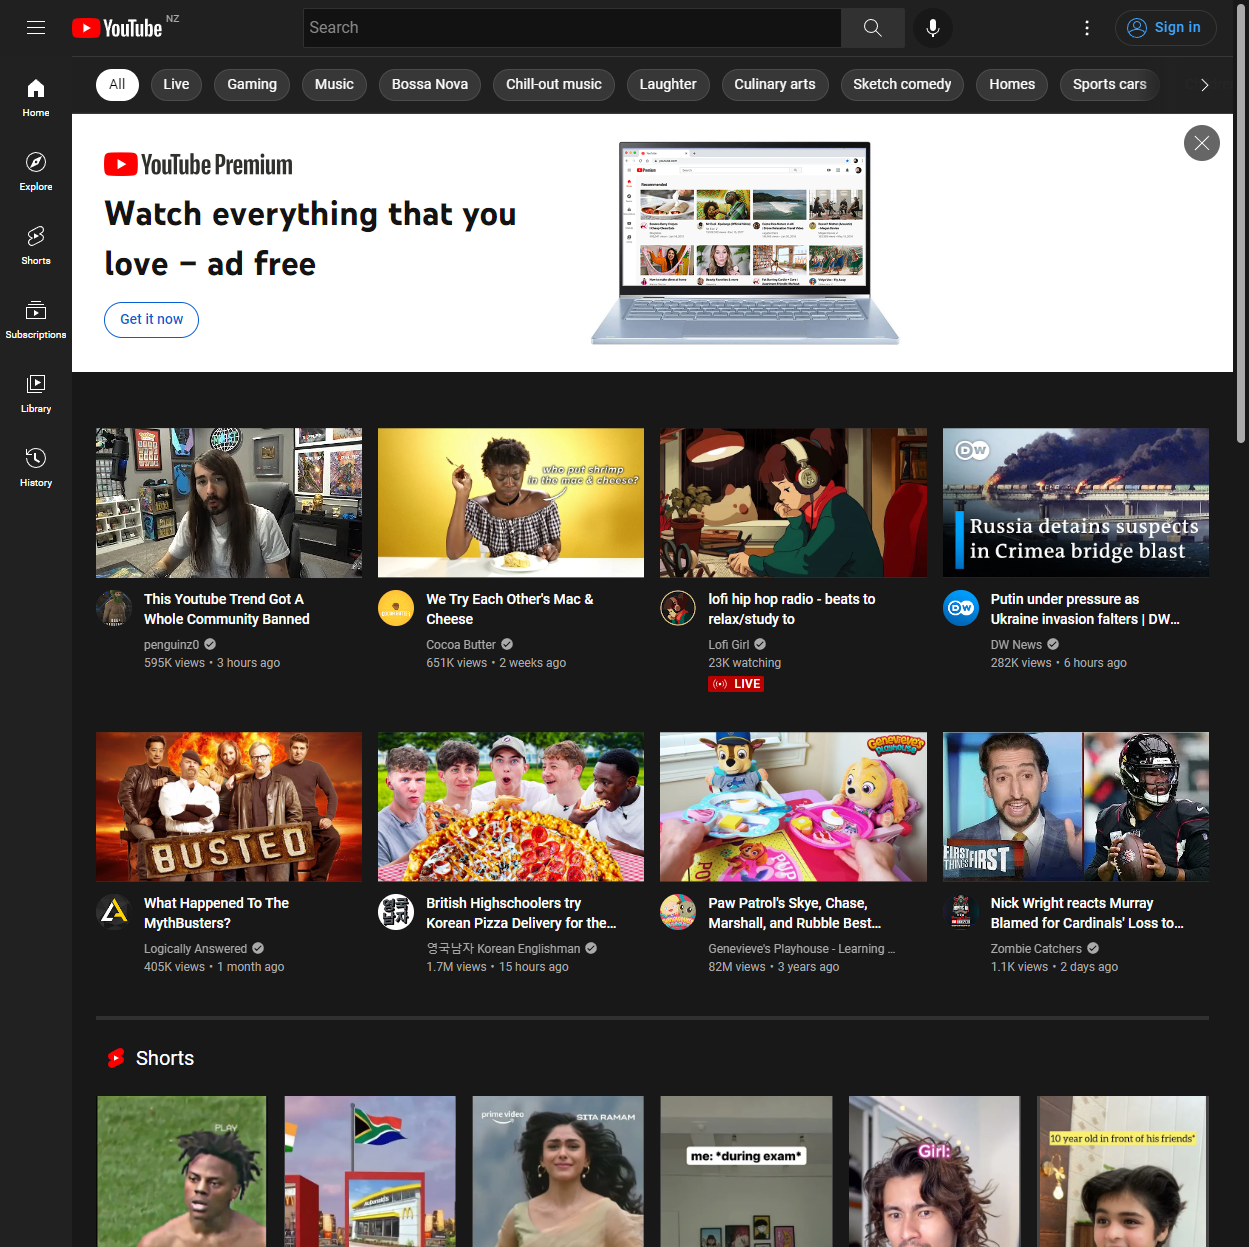 YouTube NZ
Search
Sign in
All
Live
Gaming
Music
Bossa Nova
Chill-out music
Laughter
Culinary arts
Sketch comedy
Homes
Sports cars
Home
Explore
Shorts
Subscriptions
Library
History
YouTube Premium
Watch everything that you
love – ad free
Get it now
Premium
Recommended
who put shrimp
in the mac & cheese?
DW
Russia detains suspects
in Crimea bridge blast
This Youtube Trend Got A
Whole Community Banned
penguinz0
595K views • 3 hours ago
We Try Each Other's Mac &
Cheese
Cocoa Butter
651K views • 2 weeks ago
lofi hip hop radio - beats to
relax/study to
Lofi Girl
23K watching
LIVE
DW
Putin under pressure as
Ukraine invasion falters | DW...
DW News
282K views • 6 hours ago
BUSTED
Genevieve's
Playhouse
FIRST
THINGS FIRST
What Happened To The
MythBusters?
Logically Answered
405K views • 1 month ago
British Highschoolers try
Korean Pizza Delivery for the...
영국남자 Korean Englishman
1.7M views • 15 hours ago
Paw Patrol's Skye, Chase,
Marshall, and Rubble Best...
Genevieve's Playhouse - Learning ...
82M views • 3 years ago
Nick Wright reacts Murray
Blamed for Cardinals' Loss to...
Zombie Catchers
1.1K views • 2 days ago
Shorts
PLAY
McDonald's
prime video
SITA RAMAM
me: *during exam*
Girl:
10 year old in front of his friends*